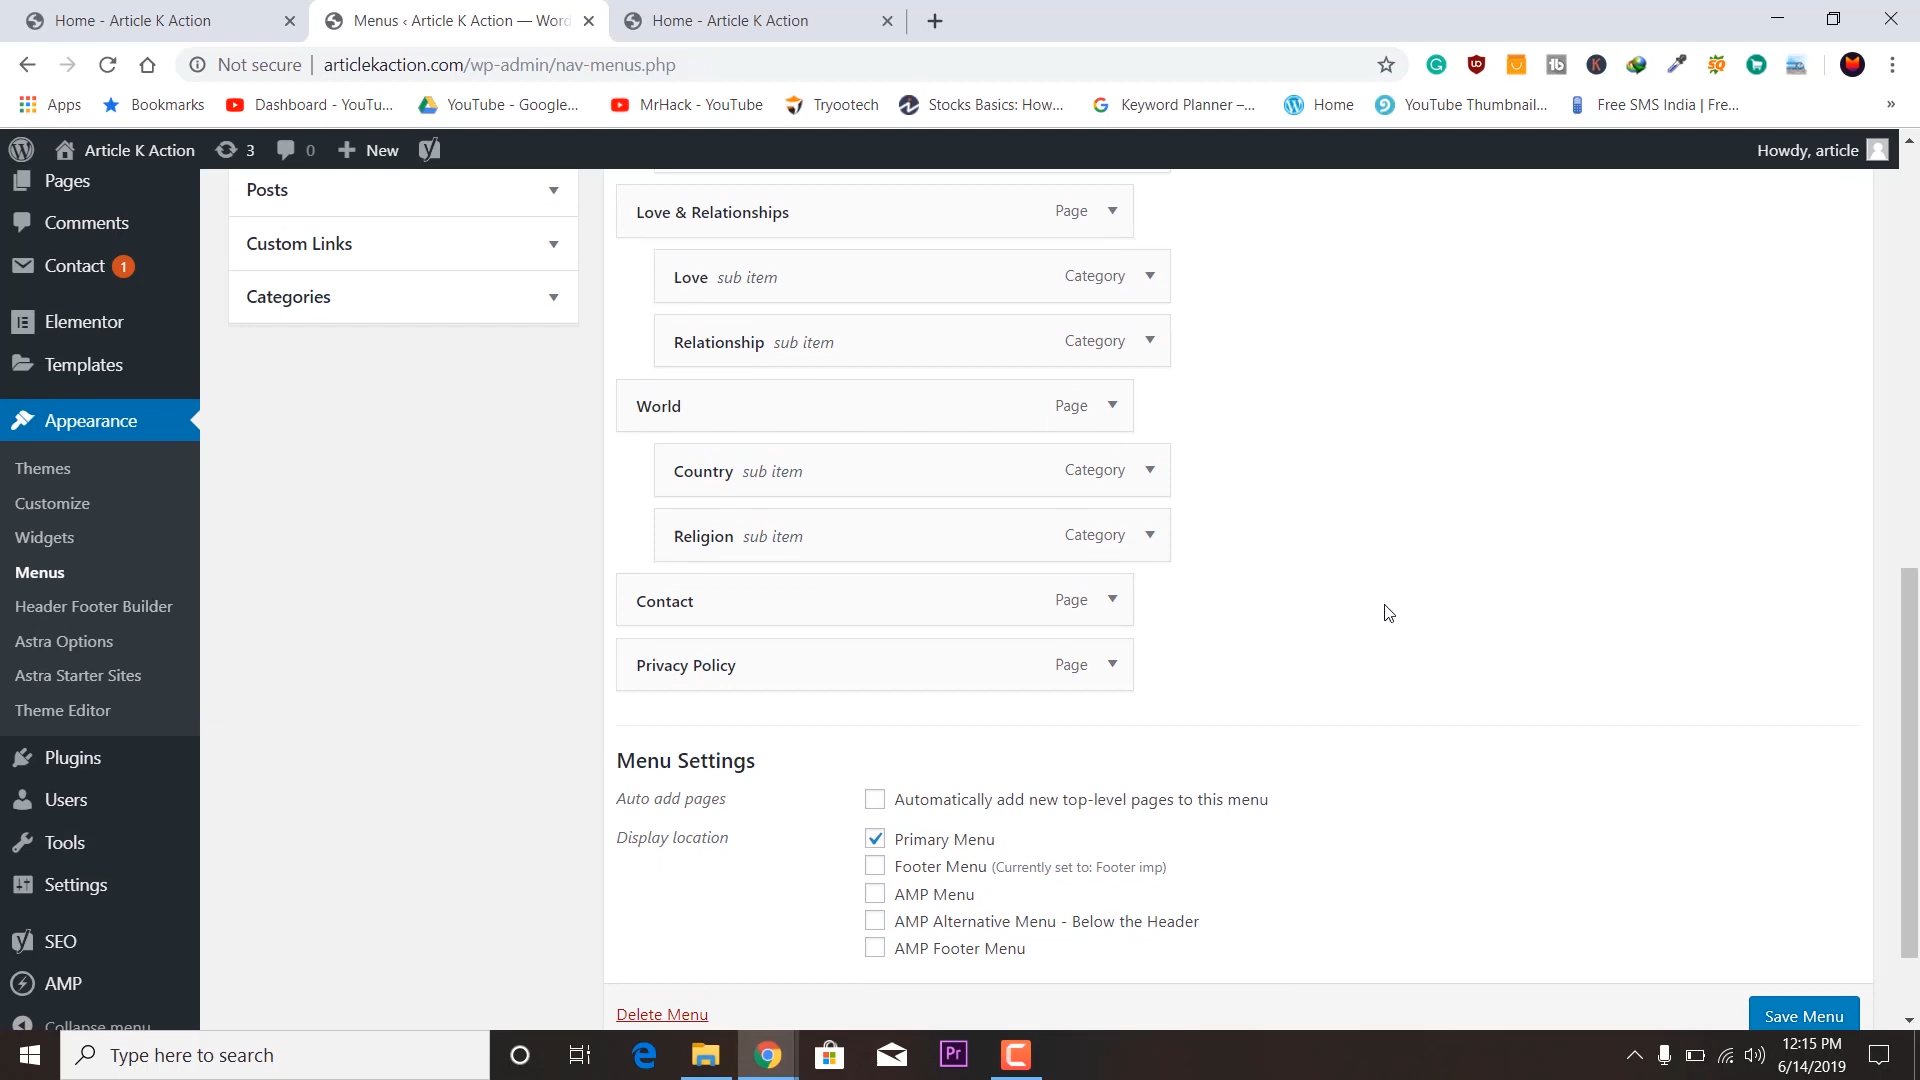 Home - Article K Action
Menus ‹ Article K Action — Word
Home - Article K Action
Not secure | articlekaction.com/wp-admin/nav-menus.php
Apps
Bookmarks
Dashboard - YouTu...
YouTube - Google...
MrHack - YouTube
Tryootech
Stocks Basics: How...
Keyword Planner –...
Home
YouTube Thumbnail...
Free SMS India | Fre...
»
Article K Action
3
0
New
Howdy, article
Pages
Comments
Contact 1
Elementor
Templates
Appearance
Themes
Customize
Widgets
Menus
Header Footer Builder
Astra Options
Astra Starter Sites
Theme Editor
Plugins
Users
Tools
Settings
SEO
AMP
Collapse menu
Posts
Custom Links
Categories
Love & Relationships Page
Love sub item Category
Relationship sub item Category
World Page
Country sub item Category
Religion sub item Category
Contact Page
Privacy Policy Page
Menu Settings
Auto add pages
Automatically add new top-level pages to this menu
Display location
Primary Menu
Footer Menu (Currently set to: Footer imp)
AMP Menu
AMP Alternative Menu - Below the Header
AMP Footer Menu
Delete Menu
Save Menu
Type here to search
Pr
12:15 PM
6/14/2019